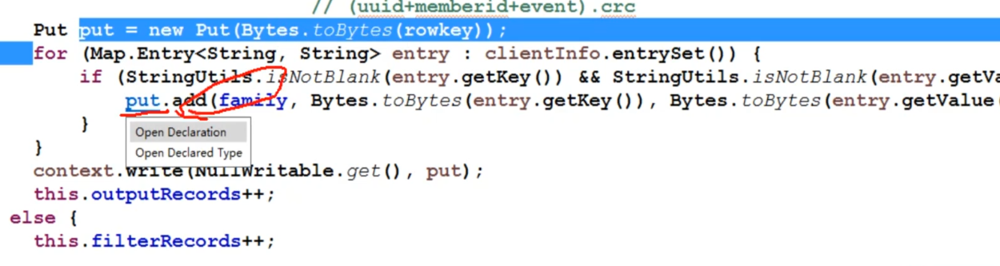 // (uuid+memberid+event).crc
Put put = new Put(Bytes.toBytes(rowkey));
for (Map.Entry<String, String> entry : clientInfo.entrySet()) {
if (StringUtils.isNotBlank(entry.getKey()) && StringUtils.isNotBlank(entry.getVa
put.add(family, Bytes.toBytes(entry.getKey()), Bytes.toBytes(entry.getValue(
}
Open Declaration
Open Declared Type
}
context.write(NullWritable.get(), put);
this.outputRecords++;
else {
this.filterRecords++;